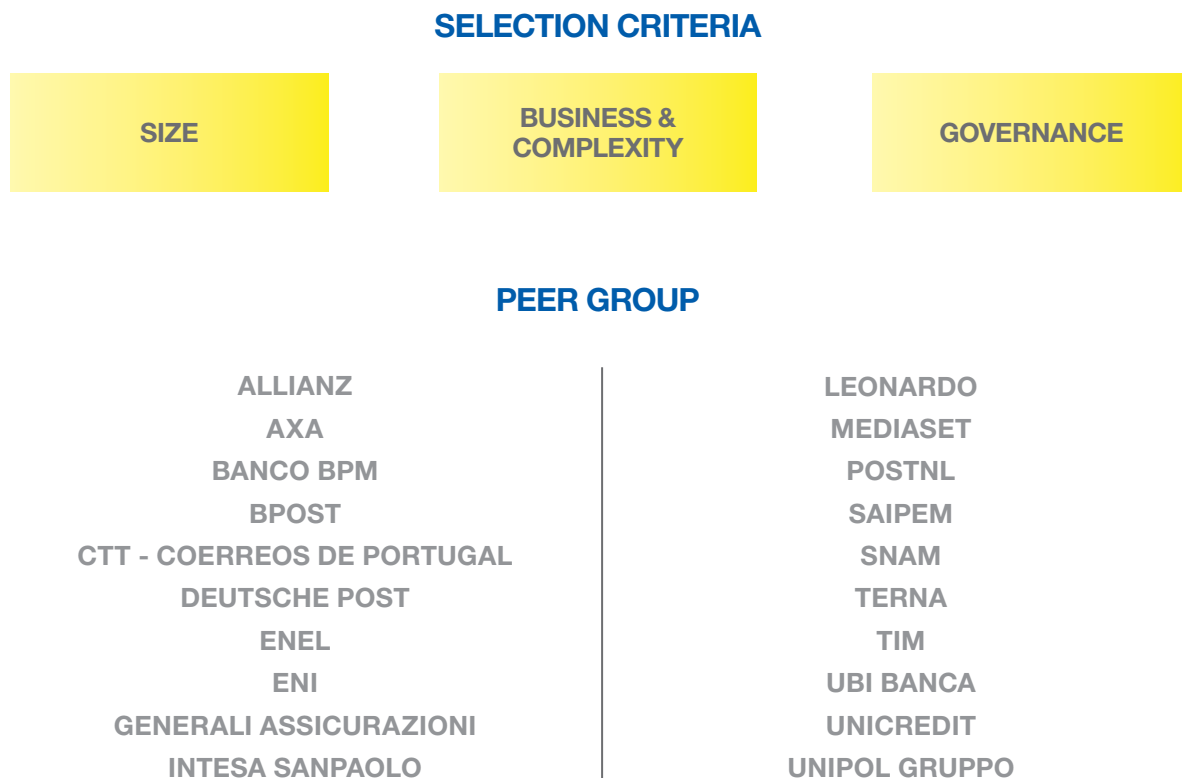 SELECTION CRITERIA
SIZE
BUSINESS &
COMPLEXITY
GOVERNANCE
PEER GROUP
ALLIANZ
AXA
BANCO BPM
BPOST
CTT - COERREOS DE PORTUGAL
DEUTSCHE POST
ENEL
ENI
GENERALI ASSICURAZIONI
INTESA SANPAOLO
LEONARDO
MEDIASET
POSTNL
SAIPEM
SNAM
TERNA
TIM
UBI BANCA
UNICREDIT
UNIPOL GRUPPO